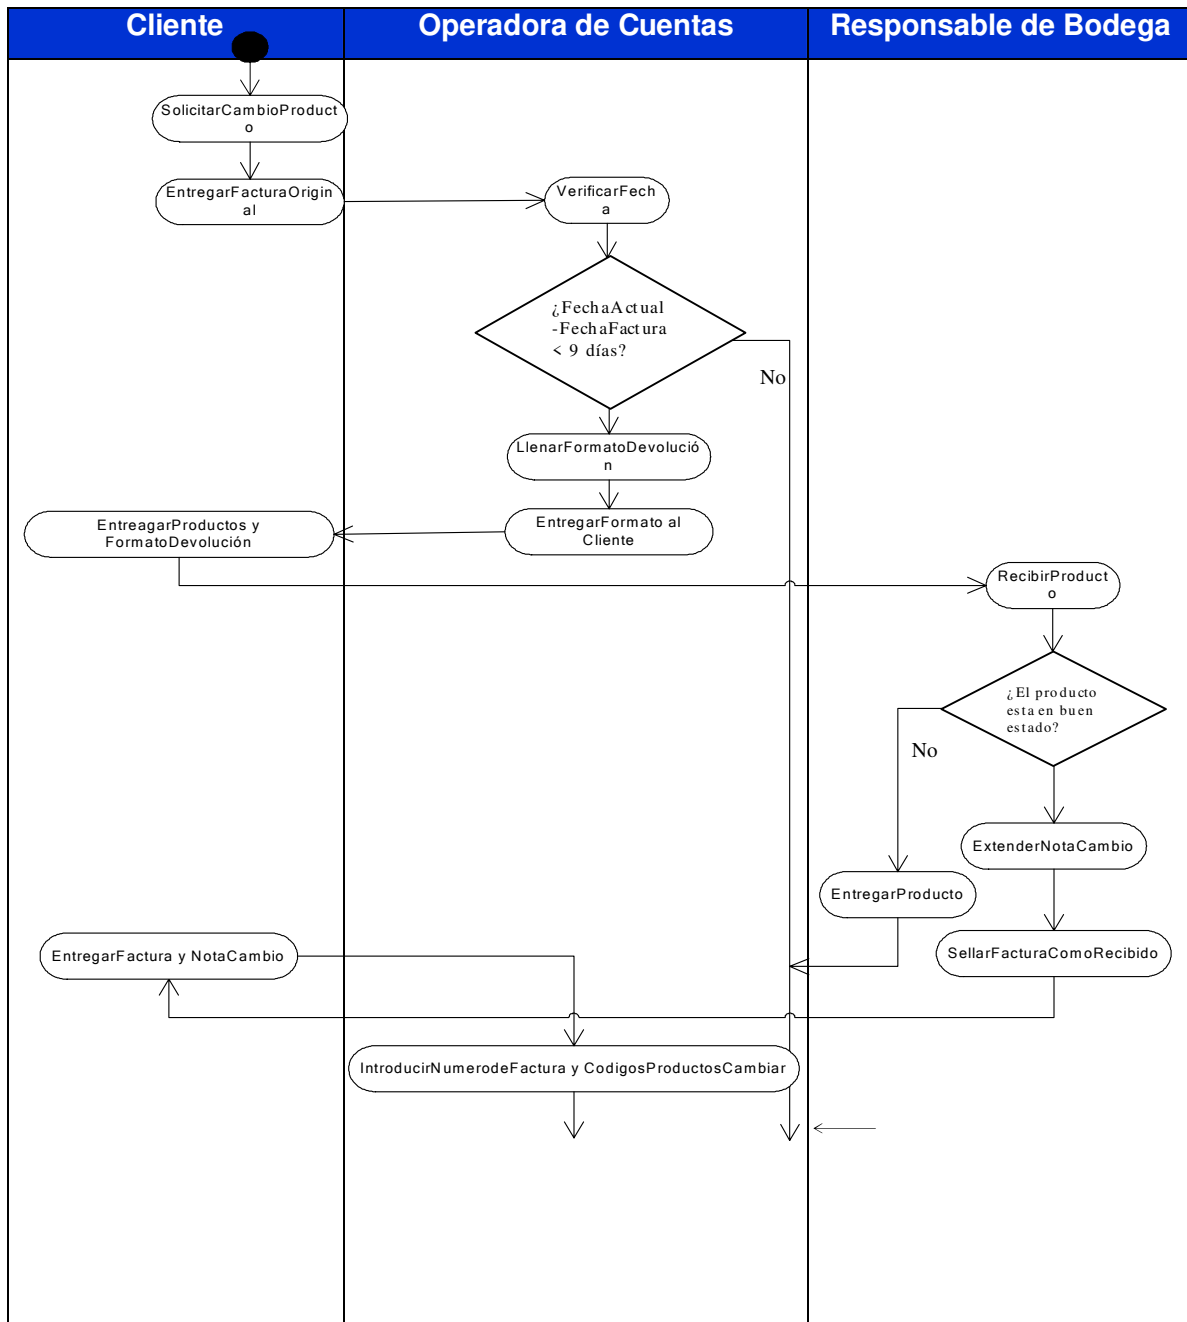 Cliente
Operadora de Cuentas
Responsable de Bodega
SolicitarCambioProduct
o
EntregarFacturaOrigin
al
VerificarFech
a
¿FechaActual
-FechaFactura
< 9 días?
No
LlenarFormatoDevolució
n
EntregarFormato al
Cliente
EntreagarProductos y
FormatoDevolución
RecibirProduct
o
¿El producto
esta en buen
estado?
No
ExtenderNotaCambio
EntregarProducto
EntregarFactura y NotaCambio
SellarFacturaComoRecibido
IntroducirNumerodeFactura y CodigosProductosCambiar